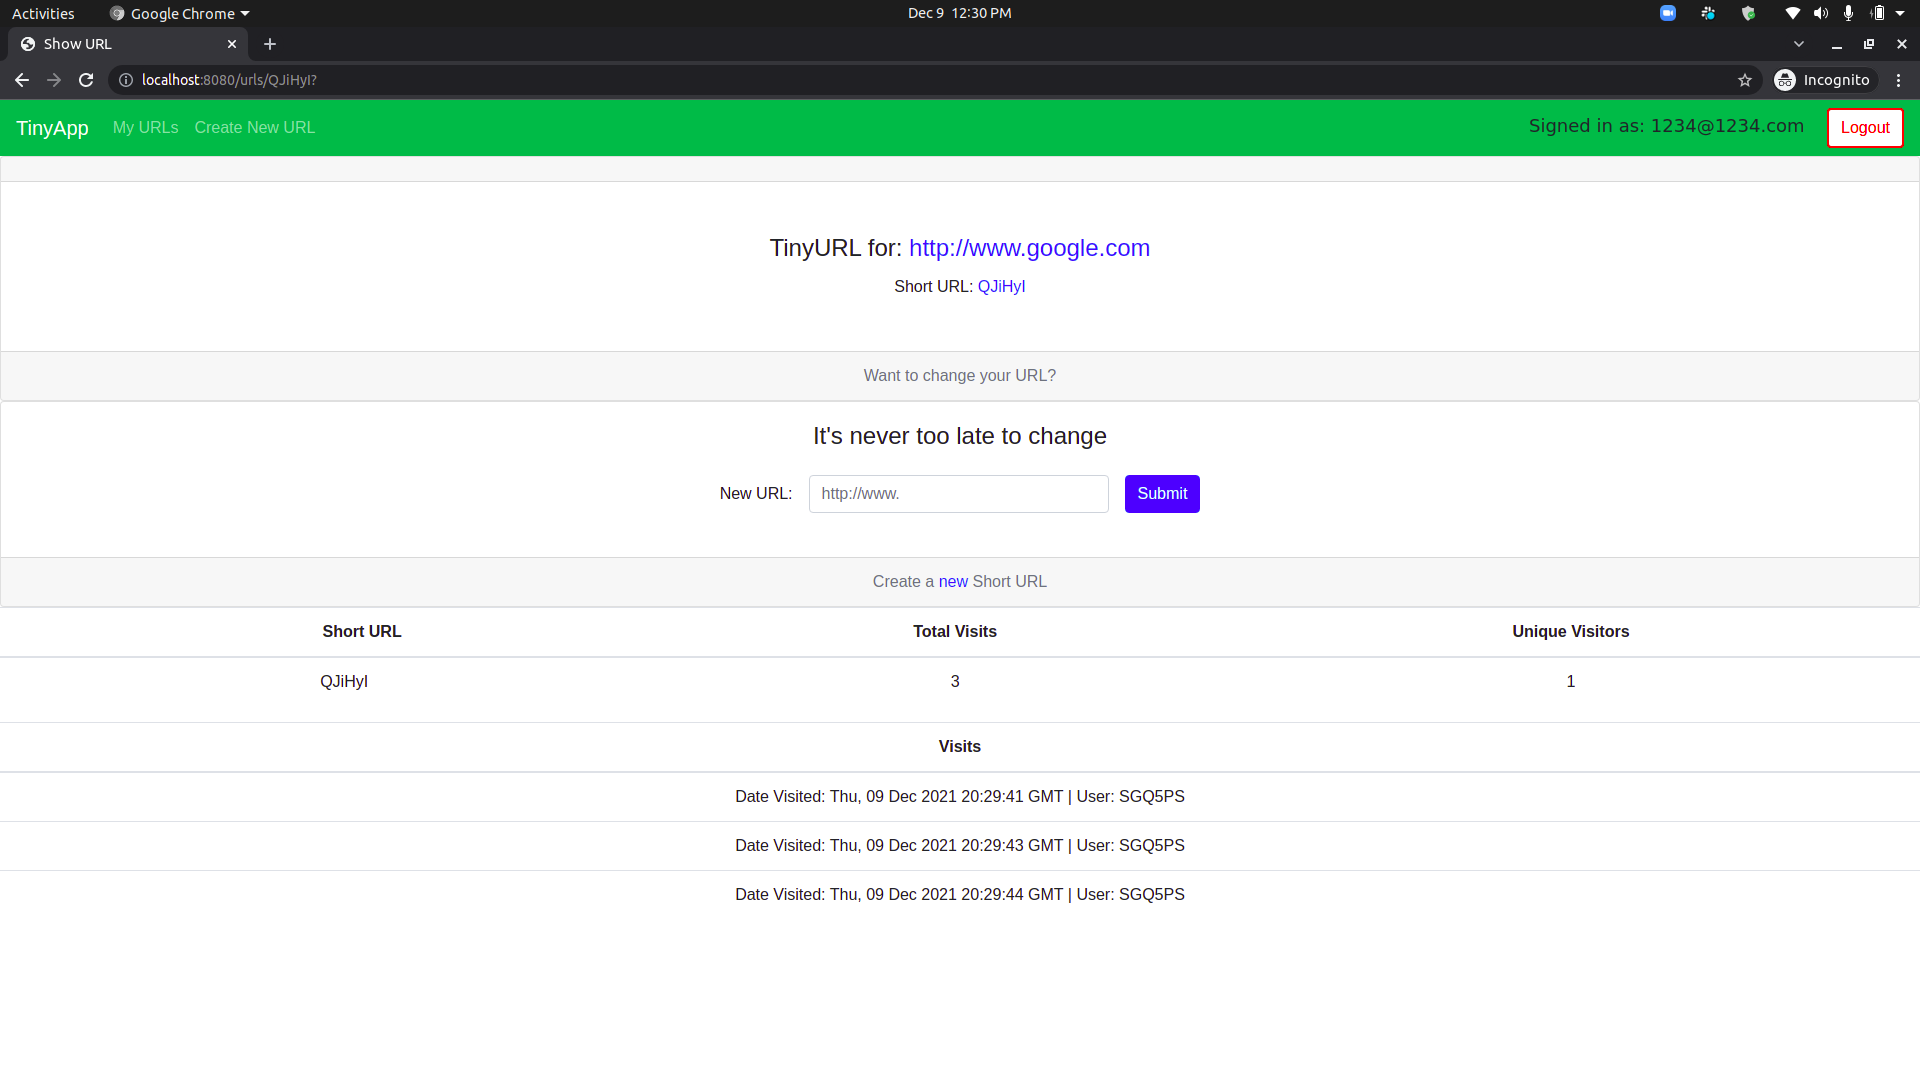 Activities Google Chrome Dec 9 12:30 PM
Show URL
localhost:8080/urls/QJiHyI? Incognito
TinyApp My URLs Create New URL Signed in as: 1234@1234.com Logout
TinyURL for: http://www.google.com
Short URL: QJiHyI
Want to change your URL?
It's never too late to change
New URL: http://www. Submit
Create a new Short URL
Short URL Total Visits Unique Visitors
QJiHyI 3 1
Visits
Date Visited: Thu, 09 Dec 2021 20:29:41 GMT | User: SGQ5PS
Date Visited: Thu, 09 Dec 2021 20:29:43 GMT | User: SGQ5PS
Date Visited: Thu, 09 Dec 2021 20:29:44 GMT | User: SGQ5PS